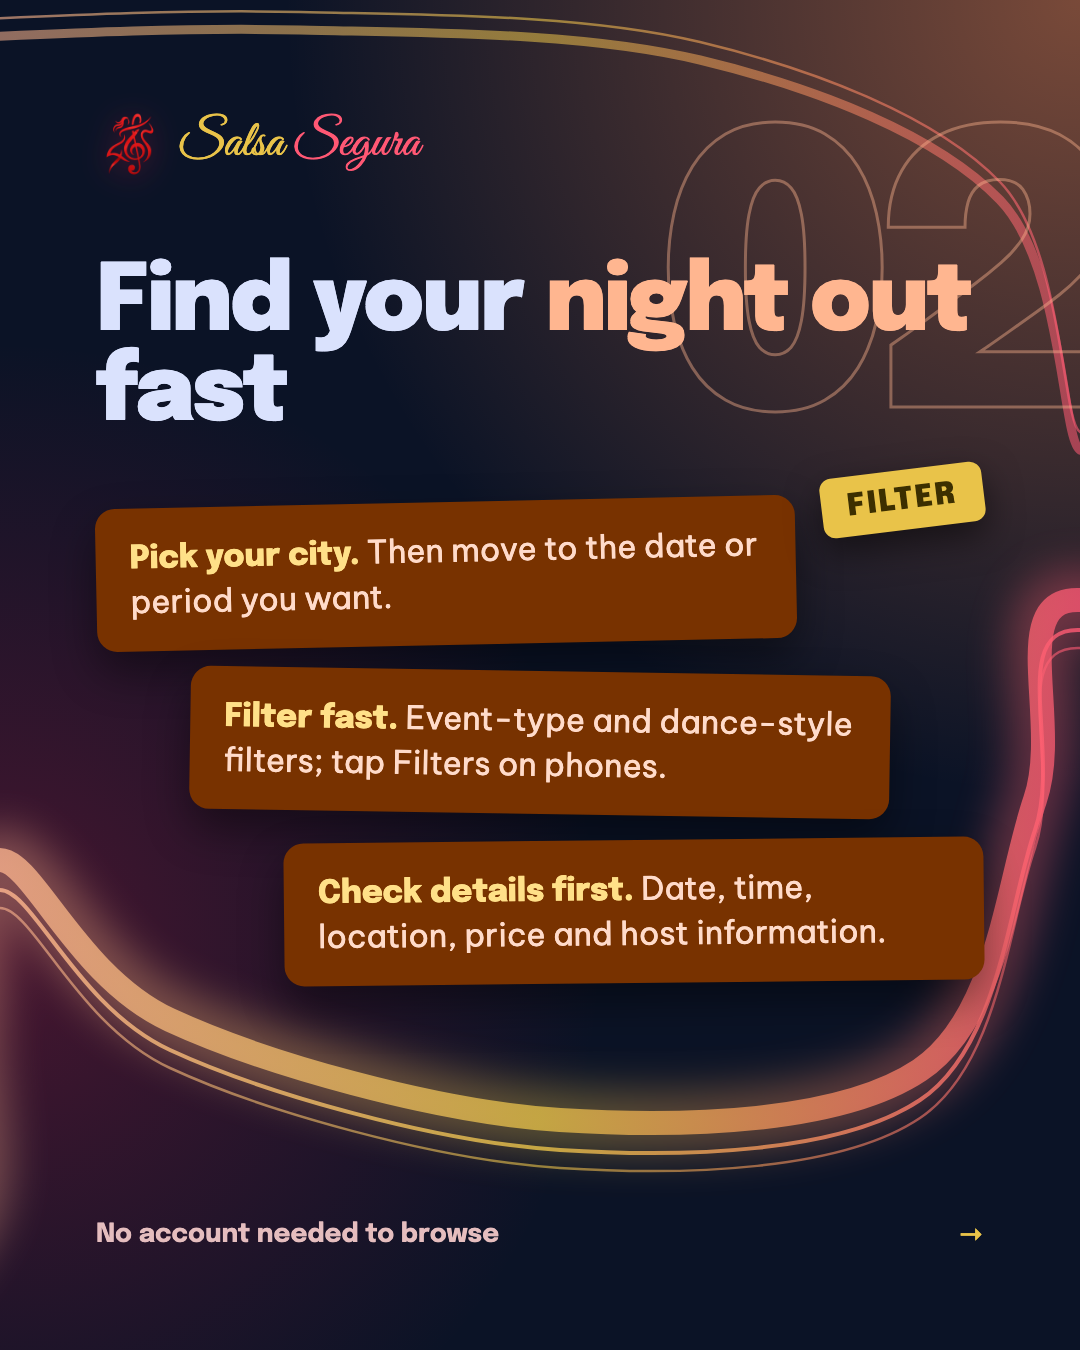 Salsa Segura
02
Find your night out
fast
FILTER
Pick your city. Then move to the date or
period you want.
Filter fast. Event-type and dance-style
filters; tap Filters on phones.
Check details first. Date, time,
location, price and host information.
No account needed to browse →